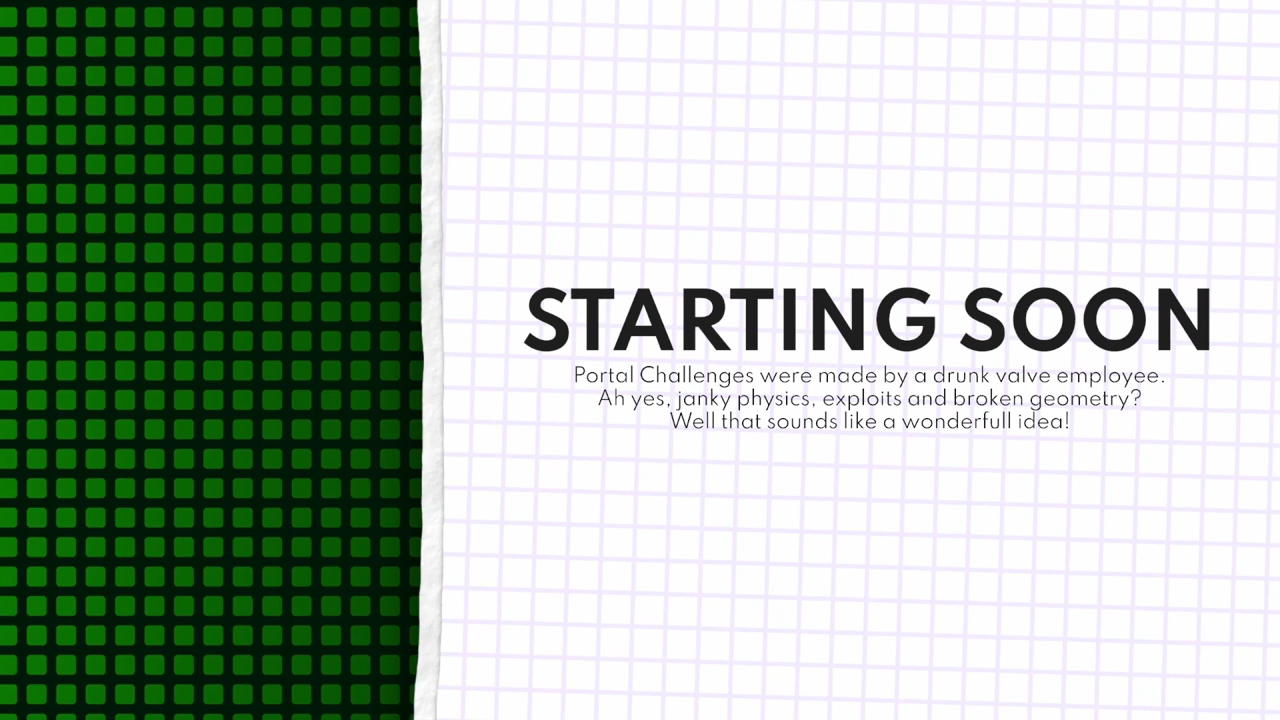 STARTING SOON
Portal Challenges were made by a drunk valve employee.
Ah yes, janky physics, exploits and broken geometry?
Well that sounds like a wonderfull idea!